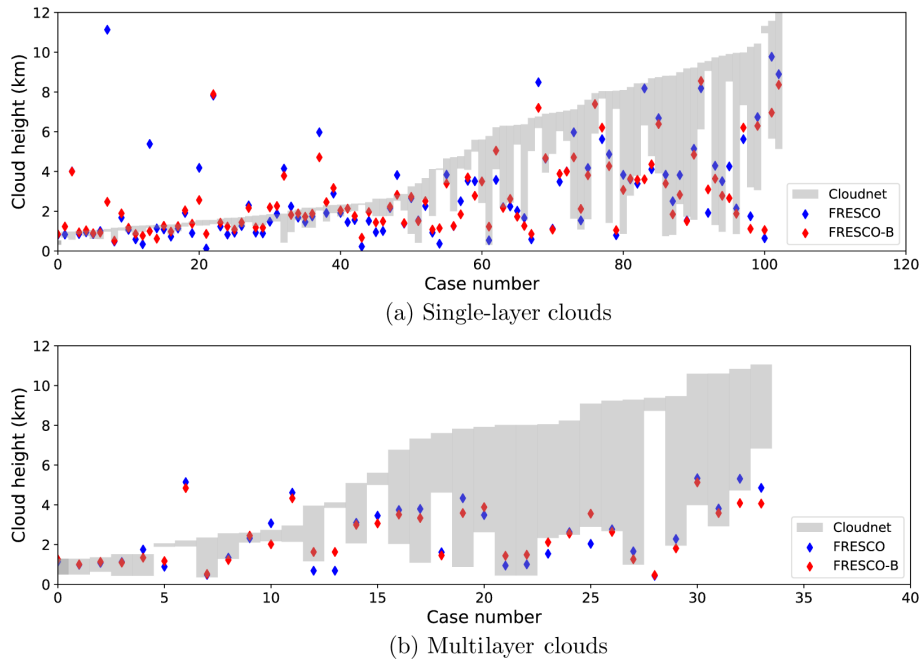 12
10
8
6
4
2
0
Cloud height (km)
Cloudnet
FRESCO
FRESCO-B
0 20 40 60 80 100 120
Case number
(a) Single-layer clouds
12
10
8
6
4
2
0
Cloud height (km)
Cloudnet
FRESCO
FRESCO-B
0 5 10 15 20 25 30 35 40
Case number
(b) Multilayer clouds